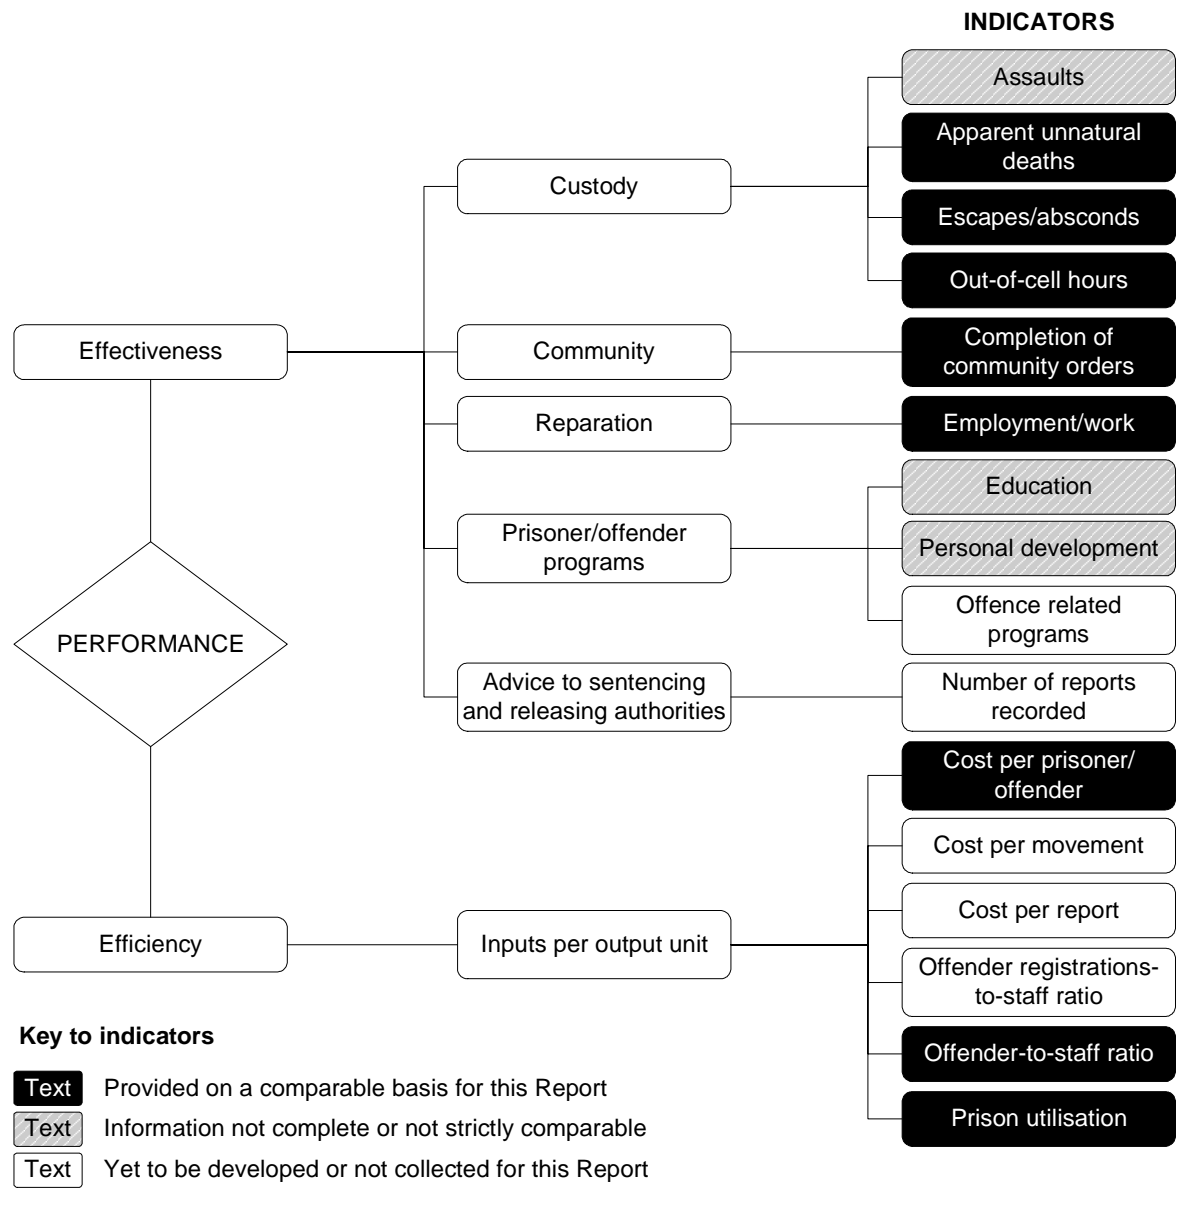 INDICATORS
Assaults
Apparent unnatural
deaths
Custody
Escapes/absconds
Out-of-cell hours
Effectiveness
Community
Completion of
community orders
Reparation
Employment/work
Education
Prisoner/offender
programs
Personal development
Offence related
programs
PERFORMANCE
Advice to sentencing
and releasing authorities
Number of reports
recorded
Cost per prisoner/
offender
Cost per movement
Cost per report
Efficiency
Inputs per output unit
Offender registrations-
to-staff ratio
Offender-to-staff ratio
Prison utilisation
Key to indicators
Text Provided on a comparable basis for this Report
Text Information not complete or not strictly comparable
Text Yet to be developed or not collected for this Report